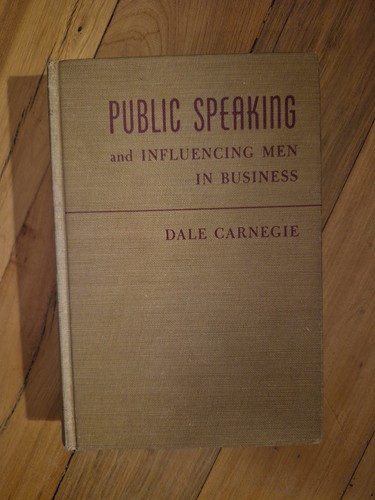 PUBLIC SPEAKING
and INFLUENCING MEN
IN BUSINESS
DALE CARNEGIE